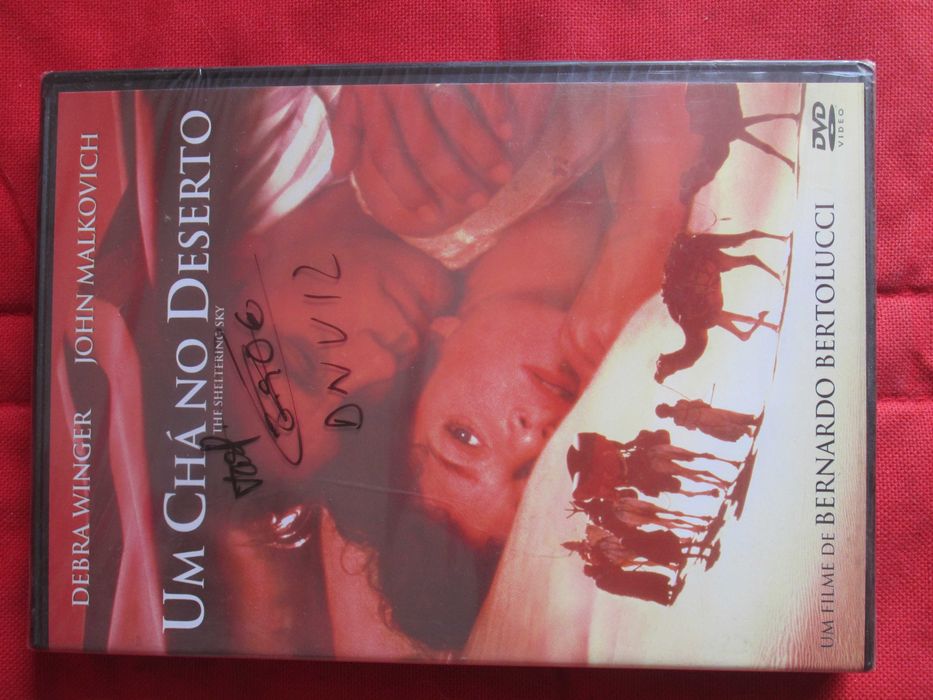 DEBRA WINGER JOHN MALKOVICH
UM CHÁ NO DESERTO
THE SHELTERING SKY
DNV12
UM FILME DE BERNARDO BERTOLUCCI
DVD
VIDEO